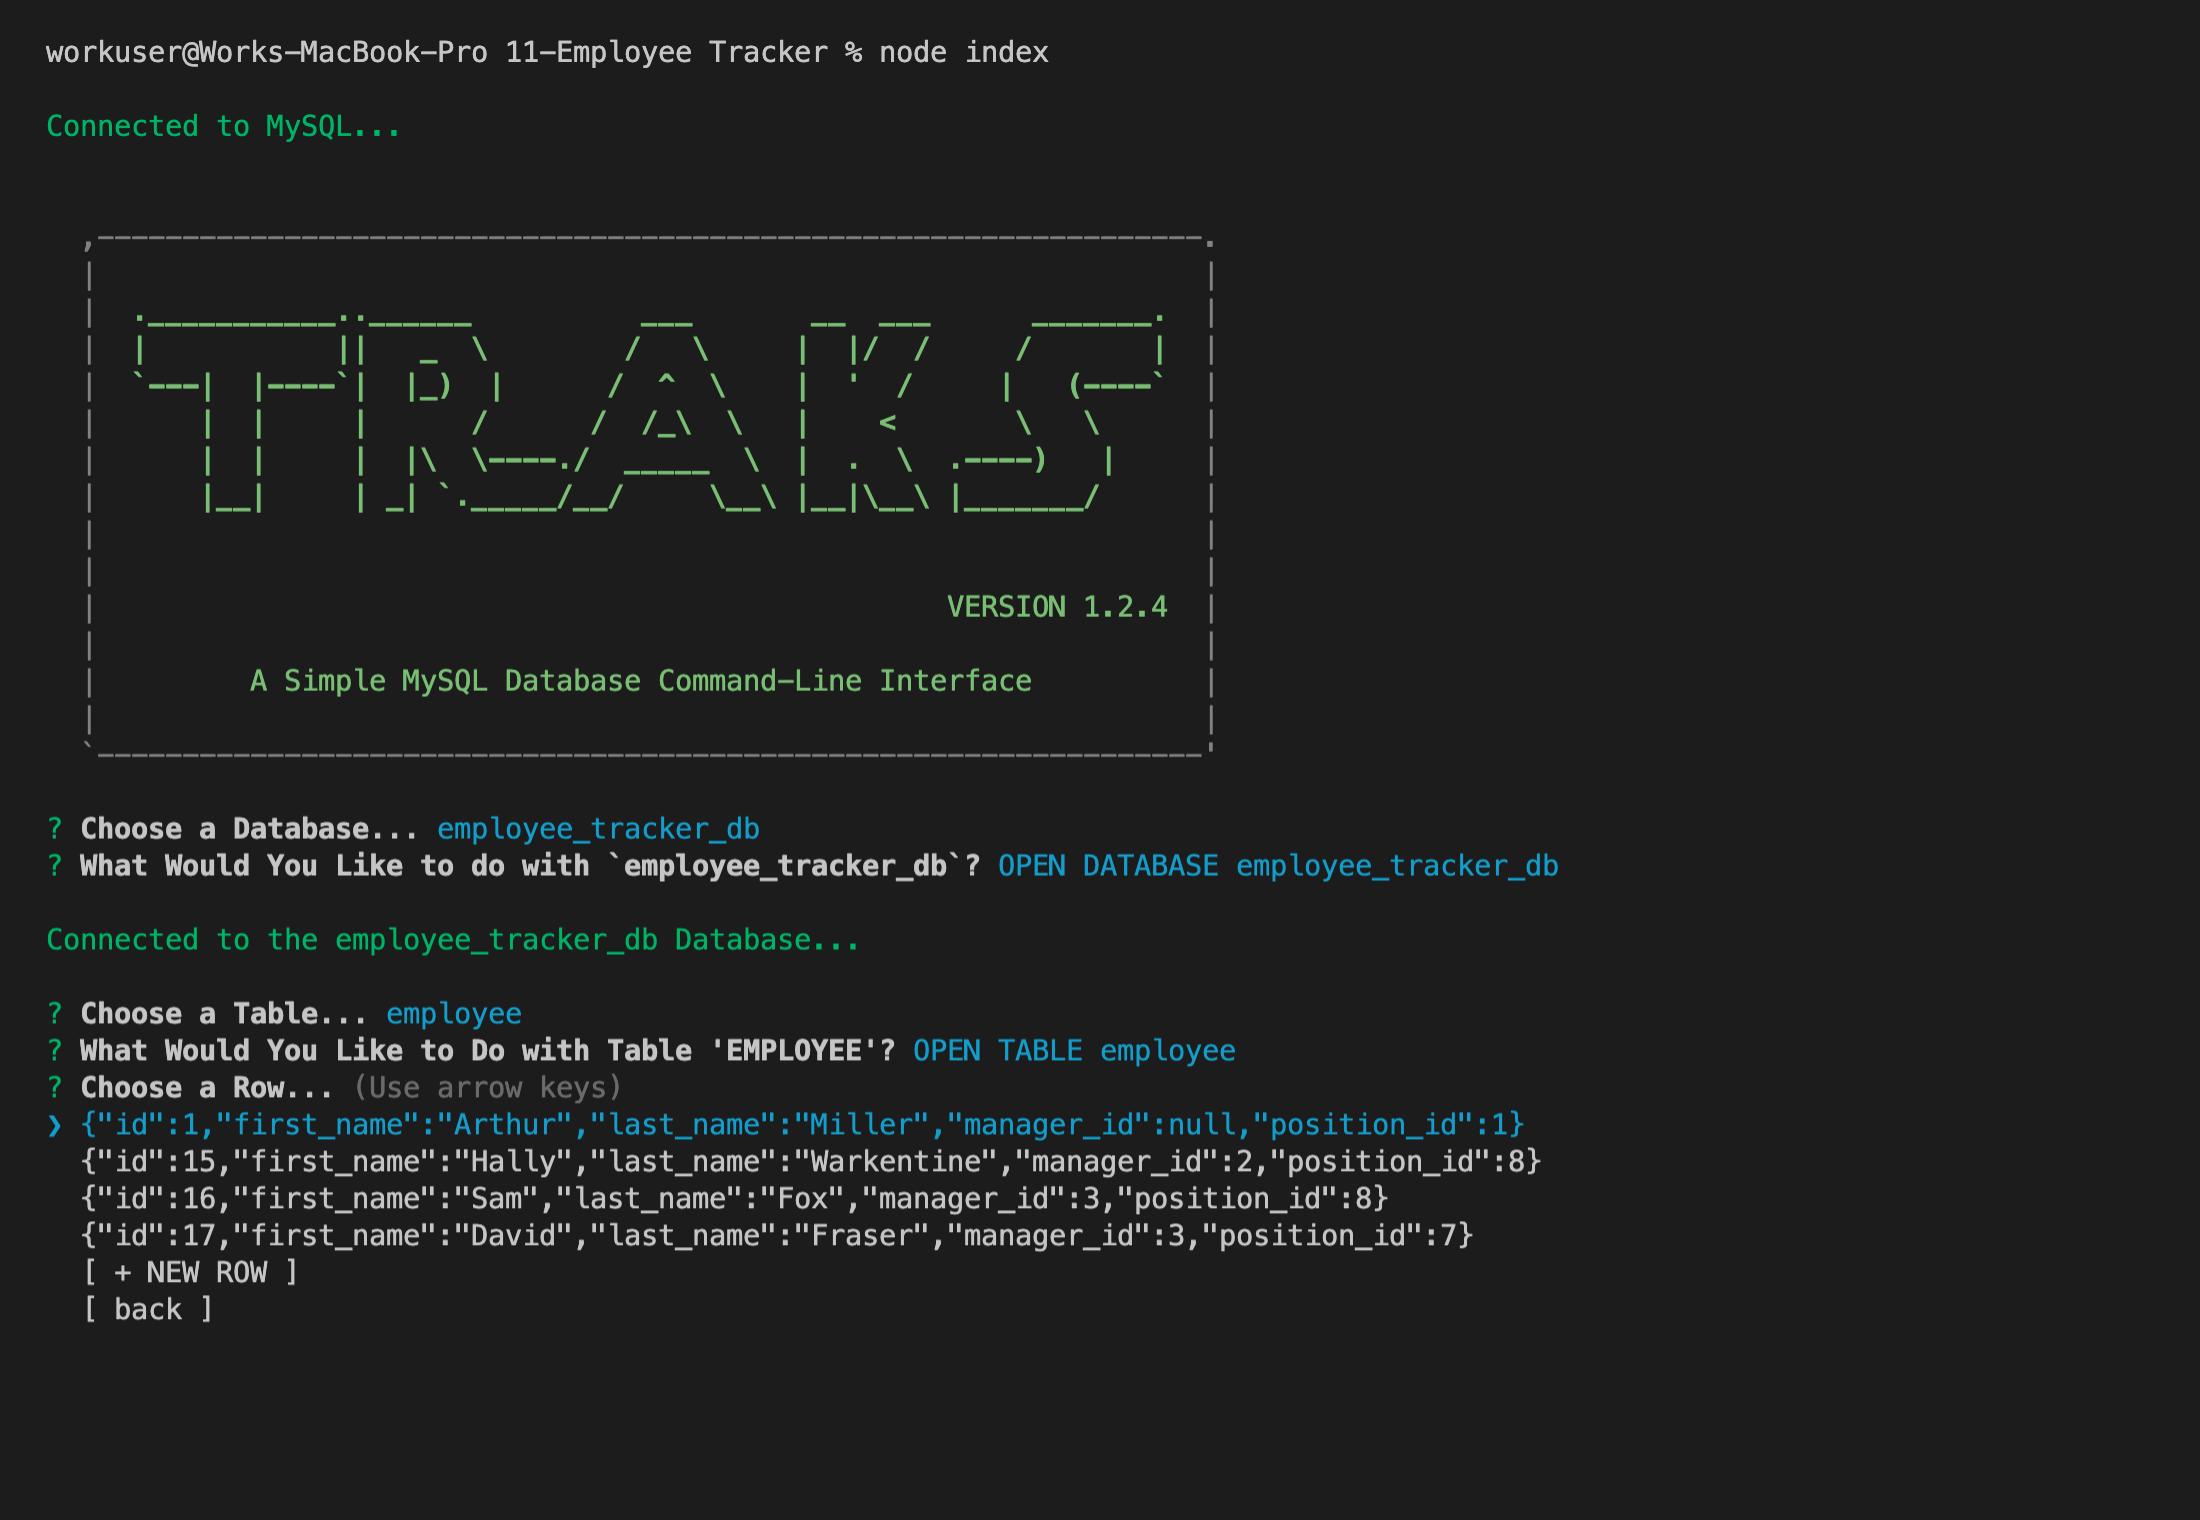 workuser@Works-MacBook-Pro 11-Employee Tracker % node index
Connected to MySQL...
TRAKS
VERSION 1.2.4
A Simple MySQL Database Command-Line Interface
? Choose a Database... employee_tracker_db
? What Would You Like to do with `employee_tracker_db`? OPEN DATABASE employee_tracker_db
Connected to the employee_tracker_db Database...
? Choose a Table... employee
? What Would You Like to Do with Table 'EMPLOYEE'? OPEN TABLE employee
? Choose a Row... (Use arrow keys)
❯ {"id":1,"first_name":"Arthur","last_name":"Miller","manager_id":null,"position_id":1}
{"id":15,"first_name":"Hally","last_name":"Warkentine","manager_id":2,"position_id":8}
{"id":16,"first_name":"Sam","last_name":"Fox","manager_id":3,"position_id":8}
{"id":17,"first_name":"David","last_name":"Fraser","manager_id":3,"position_id":7}
[ + NEW ROW ]
[ back ]